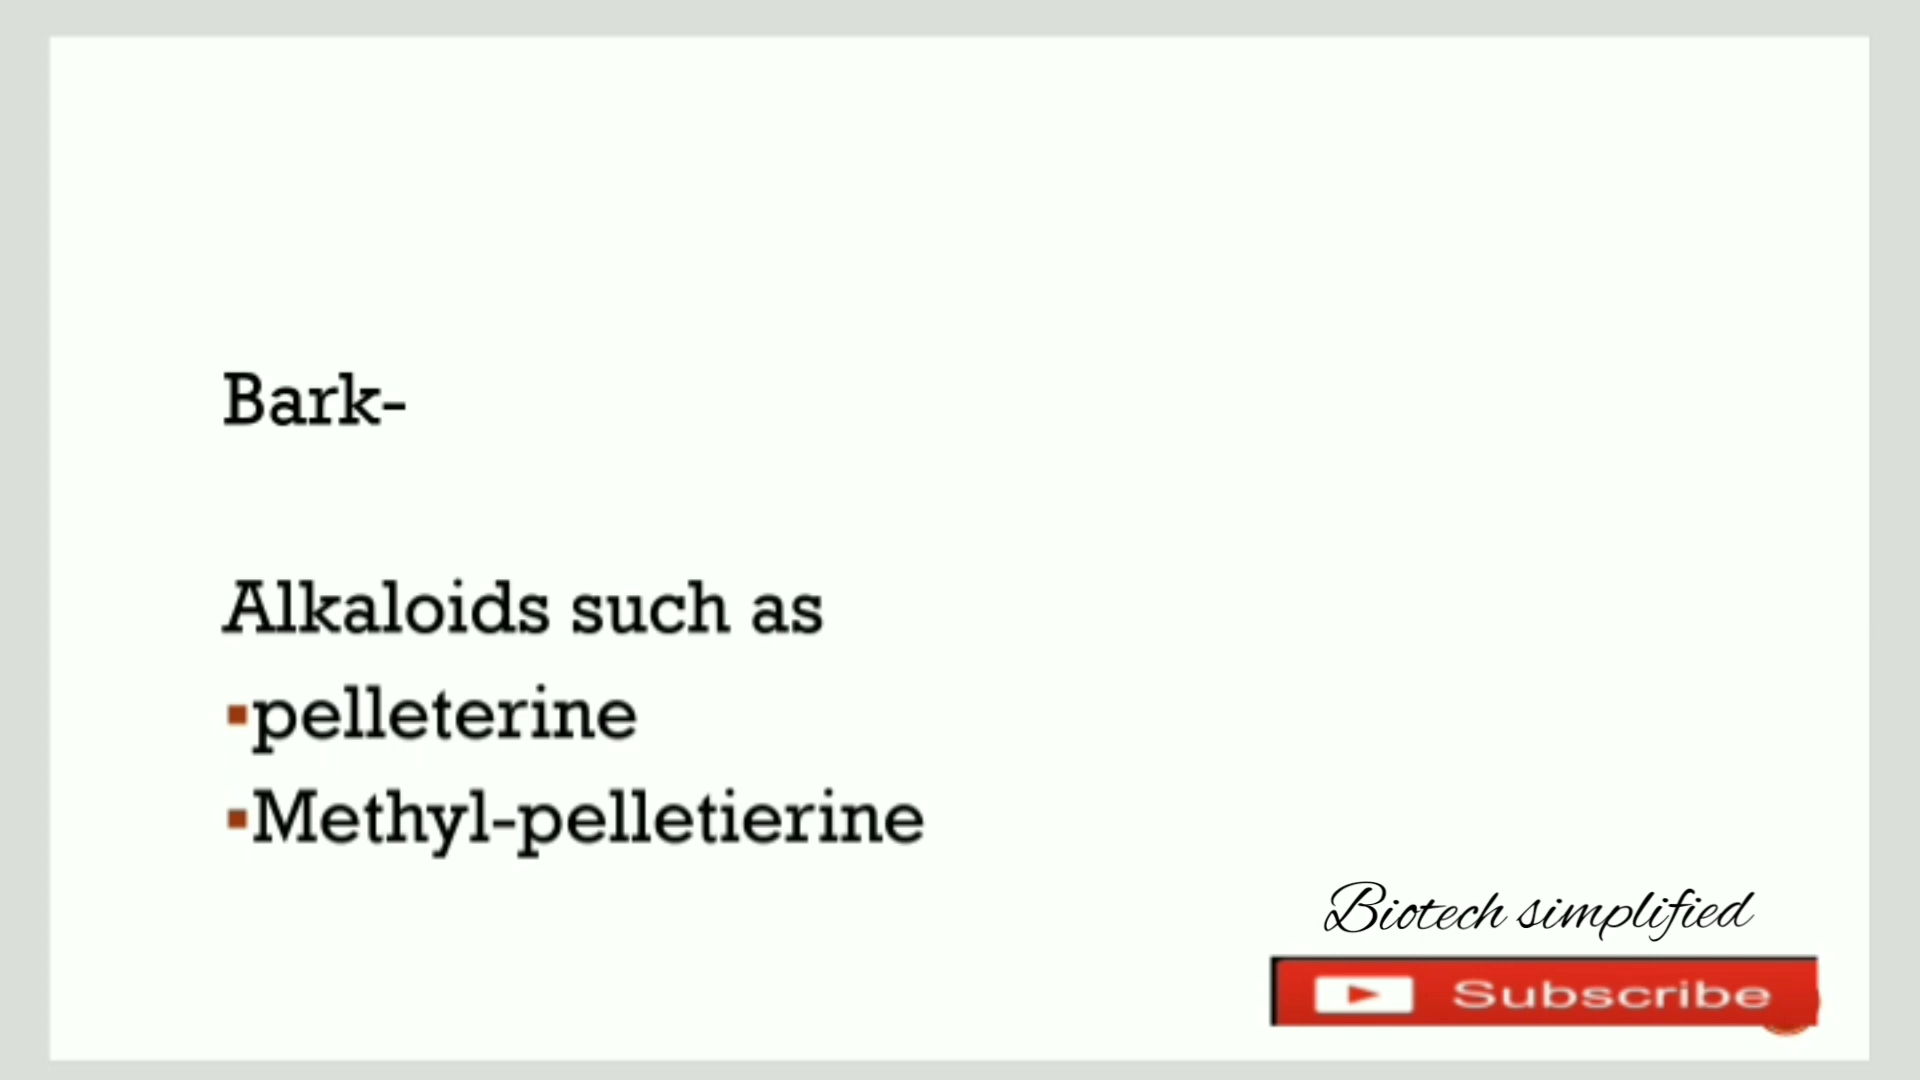 Bark-
Alkaloids such as
▪pelleterine
▪Methyl-pelletierine
Biotech simplified
Subscribe